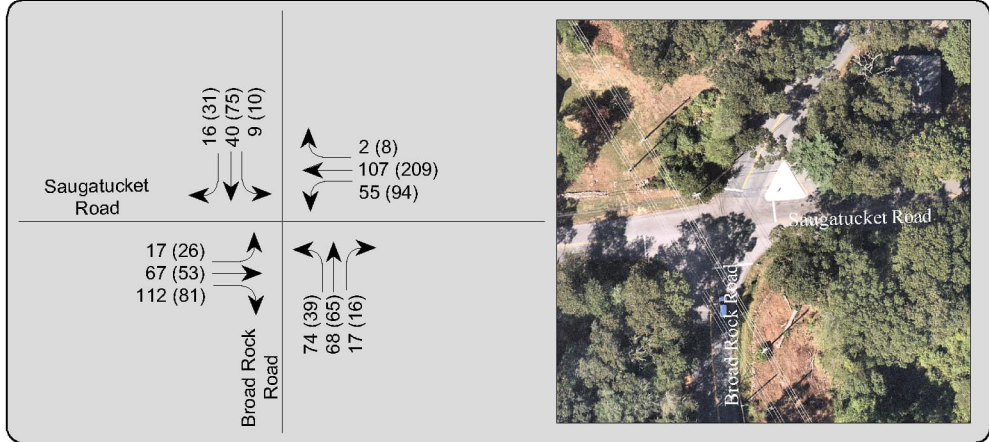 16 (31)
40 (75)
9 (10)
2 (8)
107 (209)
55 (94)
Saugatucket
Road
17 (26)
67 (53)
112 (81)
74 (39)
68 (65)
17 (16)
Broad Rock
Road
Saugatucket Road
Broad Rock Road